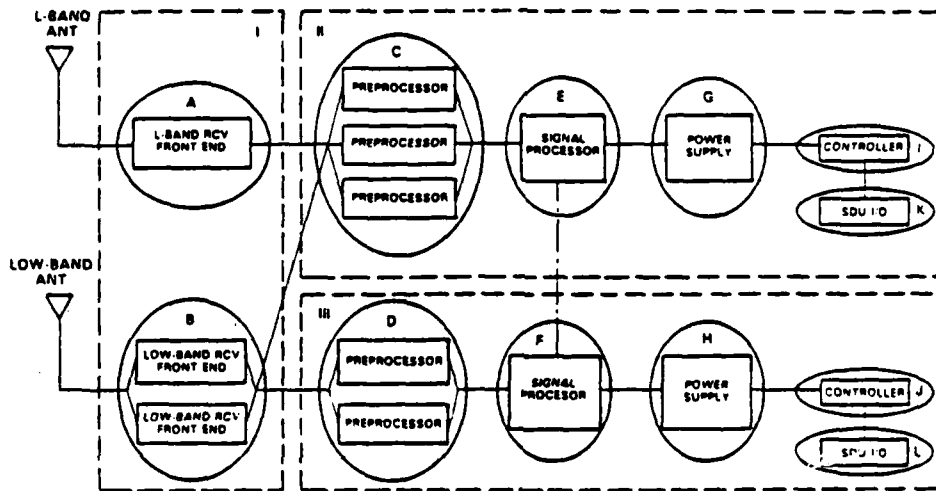 L-BAND
ANT
I
II
A
L-BAND RCV
FRONT END
C
PREPROCESSOR
PREPROCESSOR
PREPROCESSOR
E
SIGNAL
PROCESSOR
G
POWER
SUPPLY
CONTROLLER
I
SDU I/O
K
LOW-BAND
ANT
B
LOW-BAND RCV
FRONT END
LOW-BAND RCV
FRONT END
III
D
PREPROCESSOR
PREPROCESSOR
F
SIGNAL
PROCESOR
H
POWER
SUPPLY
CONTROLLER
J
SDU I/O
L